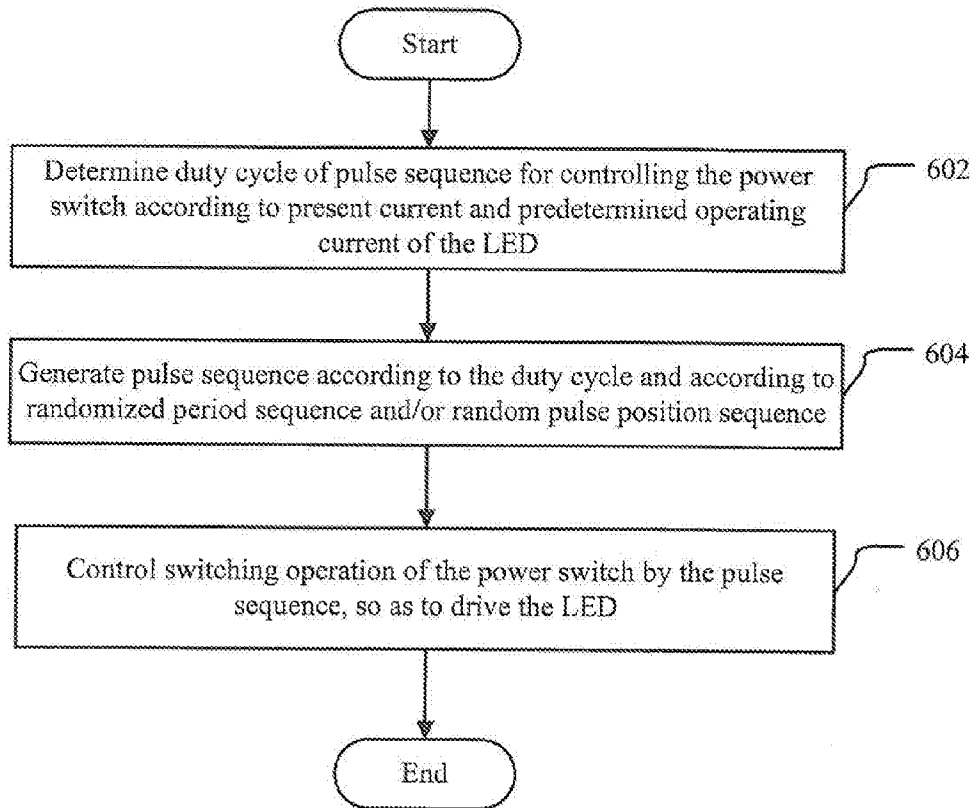 Start
Determine duty cycle of pulse sequence for controlling the power
switch according to present current and predetermined operating
current of the LED
602
Generate pulse sequence according to the duty cycle and according to
randomized period sequence and/or random pulse position sequence
604
Control switching operation of the power switch by the pulse
sequence, so as to drive the LED
606
End